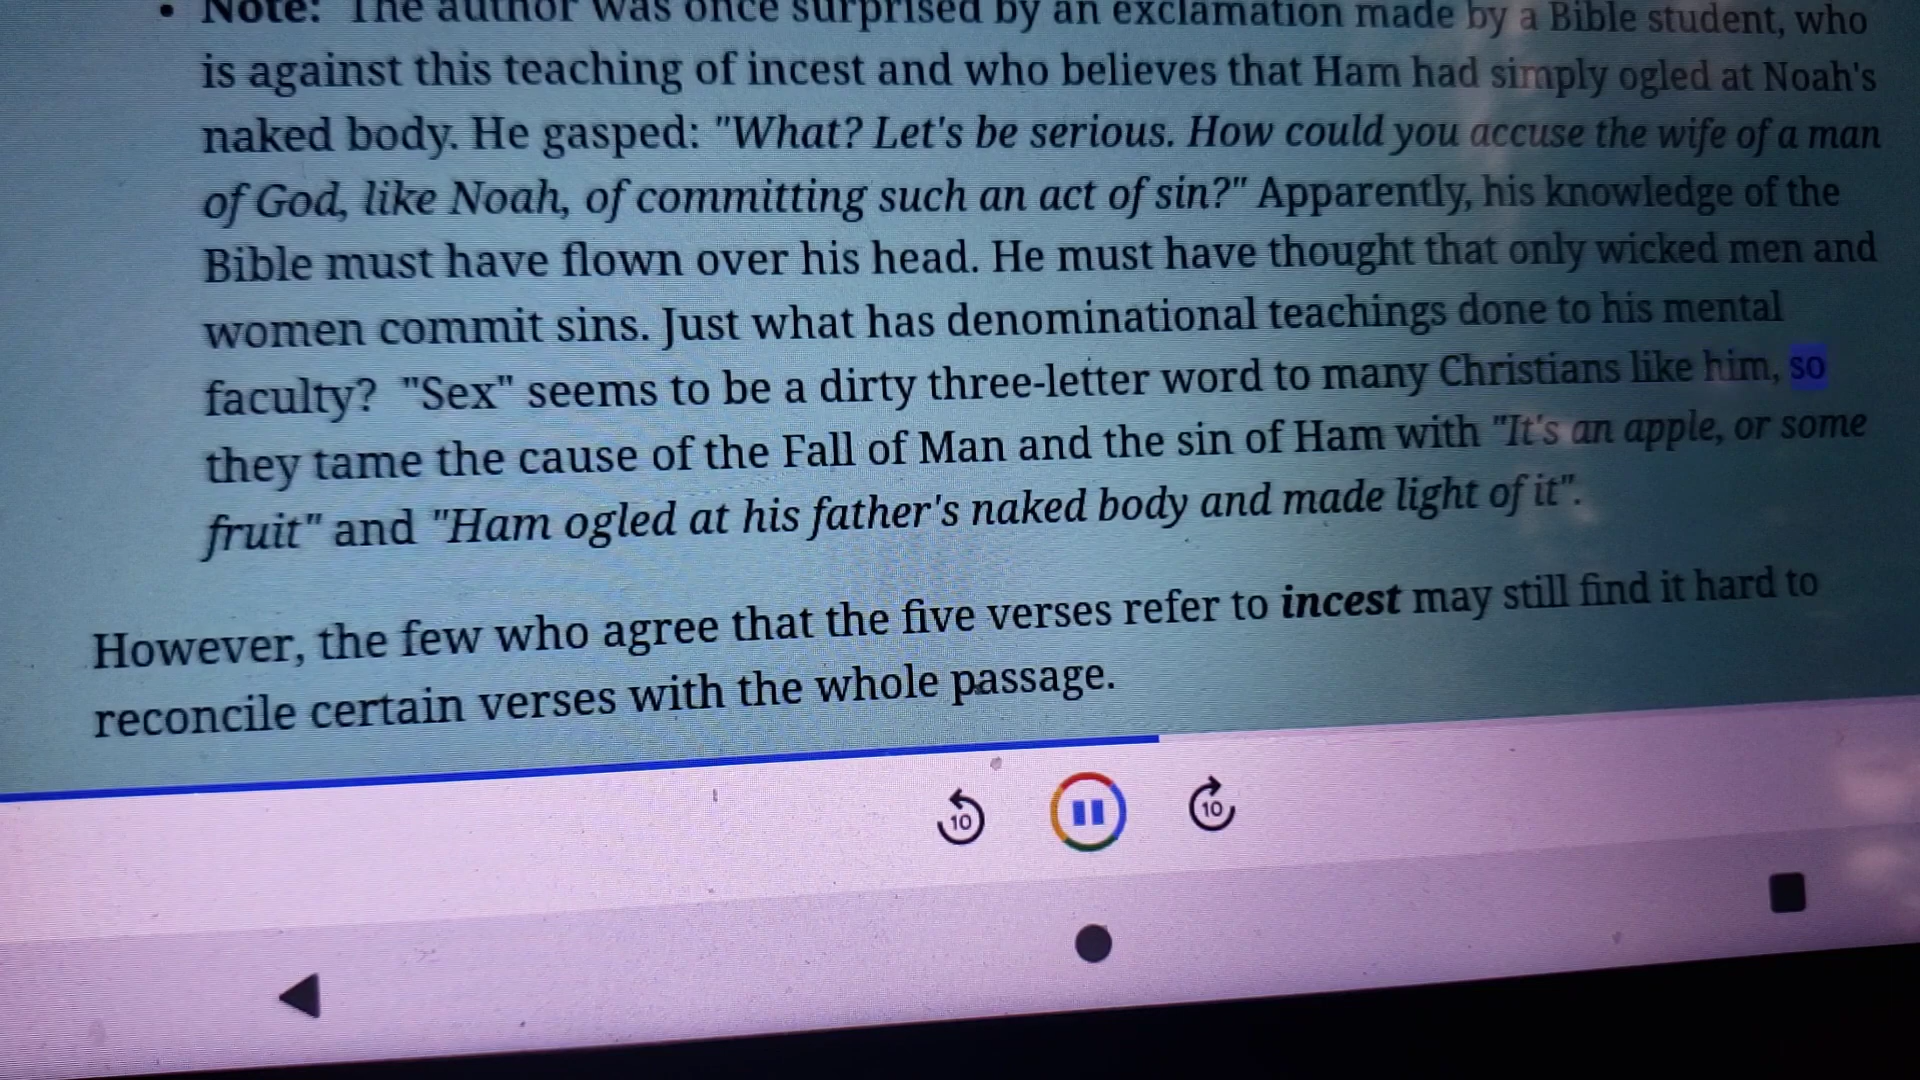 • Note: The author was once surprised by an exclamation made by a Bible student, who
is against this teaching of incest and who believes that Ham had simply ogled at Noah's
naked body. He gasped: "What? Let's be serious. How could you accuse the wife of a man
of God, like Noah, of committing such an act of sin?" Apparently, his knowledge of the
Bible must have flown over his head. He must have thought that only wicked men and
women commit sins. Just what has denominational teachings done to his mental
faculty? "Sex" seems to be a dirty three-letter word to many Christians like him, so
they tame the cause of the Fall of Man and the sin of Ham with "It's an apple, or some
fruit" and "Ham ogled at his father's naked body and made light of it".
However, the few who agree that the five verses refer to incest may still find it hard to
reconcile certain verses with the whole passage.
10 10